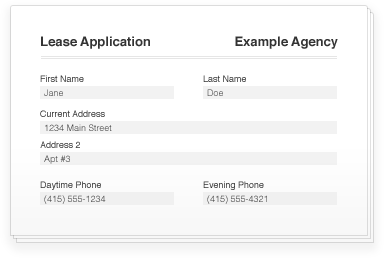 Lease Application Example Agency
First Name Last Name
Jane Doe
Current Address
1234 Main Street
Address 2
Apt #3
Daytime Phone Evening Phone
(415) 555-1234 (415) 555-4321